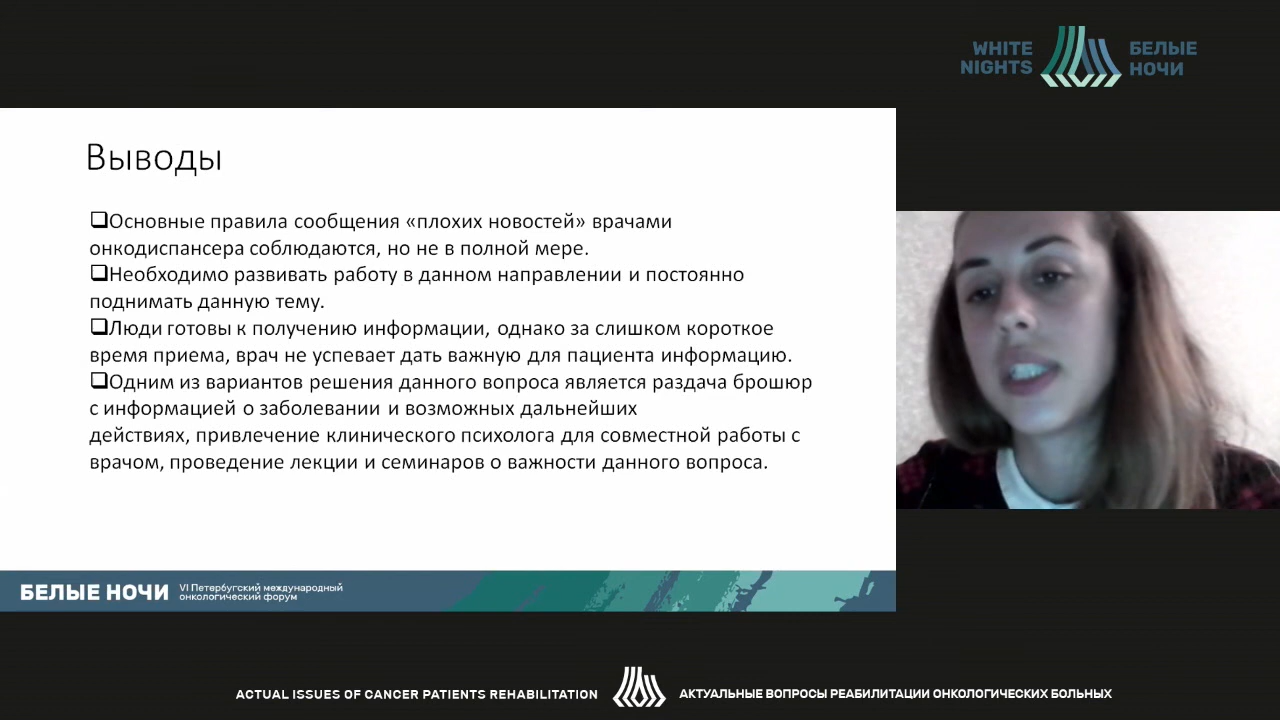 WHITE
NIGHTS
БЕЛЫЕ
НОЧИ
Выводы
❑Основные правила сообщения «плохих новостей» врачами
онкодиспансера соблюдаются, но не в полной мере.
❑Необходимо развивать работу в данном направлении и постоянно
поднимать данную тему.
❑Люди готовы к получению информации, однако за слишком короткое
время приема, врач не успевает дать важную для пациента информацию.
❑Одним из вариантов решения данного вопроса является раздача брошюр
с информацией о заболевании и возможных дальнейших
действиях, привлечение клинического психолога для совместной работы с
врачом, проведение лекции и семинаров о важности данного вопроса.
БЕЛЫЕ НОЧИ
VI Петербугский международный
онкологический форум
ACTUAL ISSUES OF CANCER PATIENTS REHABILITATION
АКТУАЛЬНЫЕ ВОПРОСЫ РЕАБИЛИТАЦИИ ОНКОЛОГИЧЕСКИХ БОЛЬНЫХ